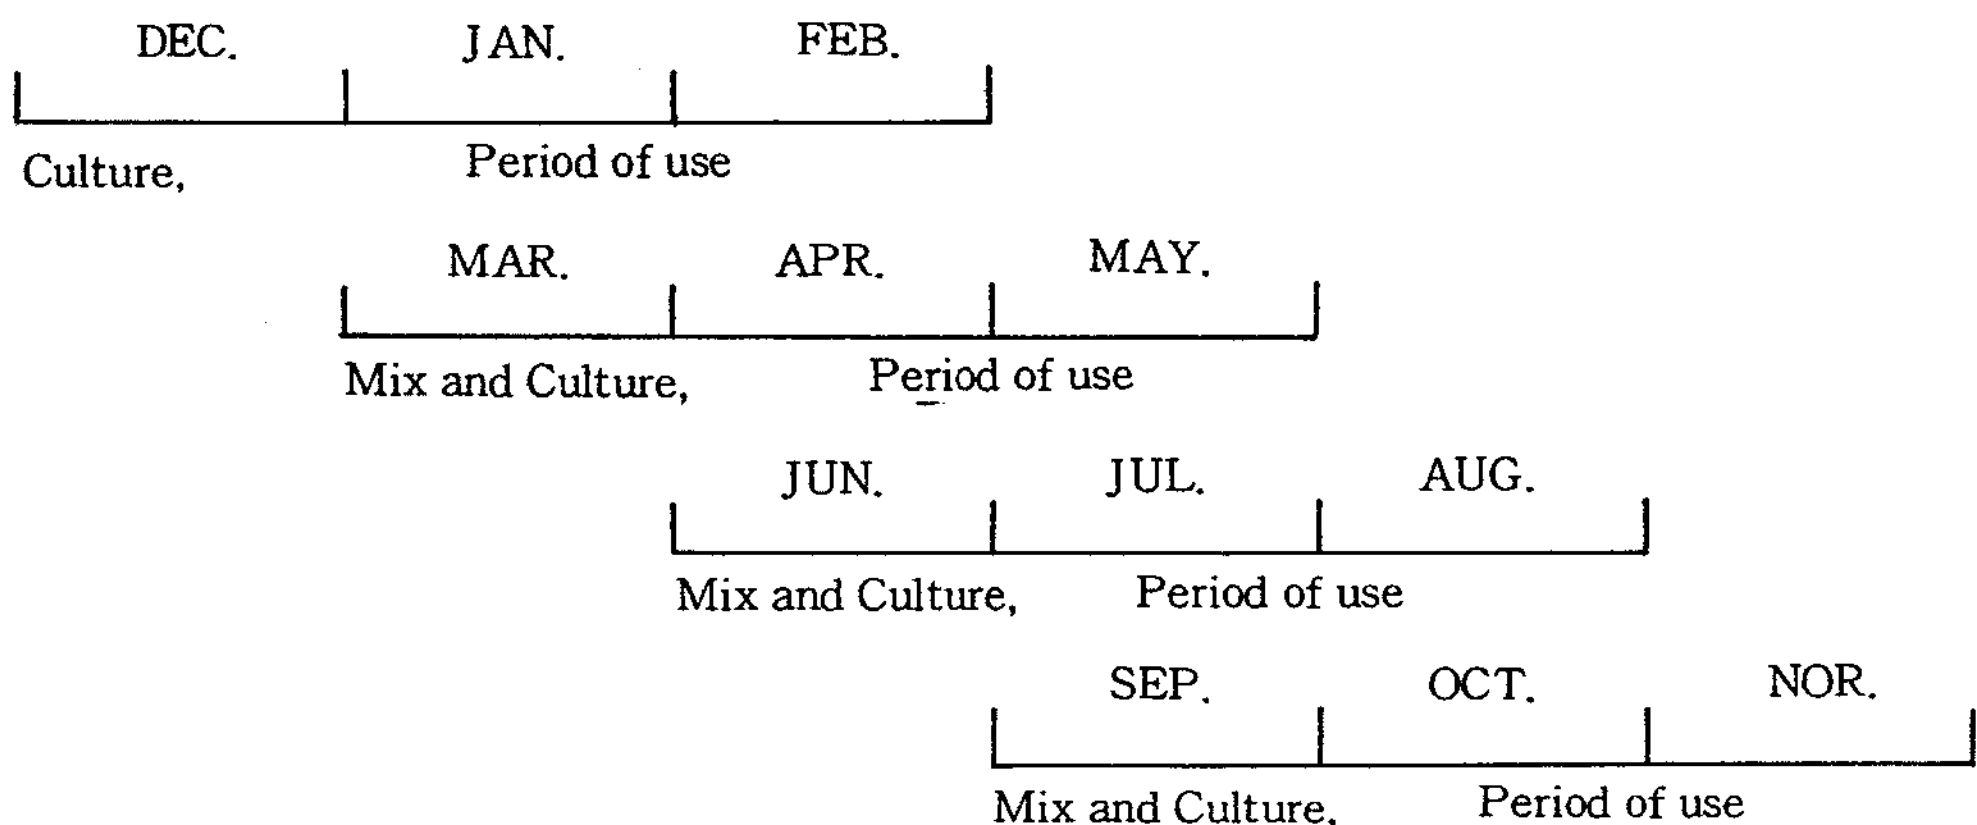 DEC. JAN. FEB.
Culture, Period of use
MAR. APR. MAY.
Mix and Culture, Period of use
JUN. JUL. AUG.
Mix and Culture, Period of use
SEP. OCT. NOR.
Mix and Culture, Period of use